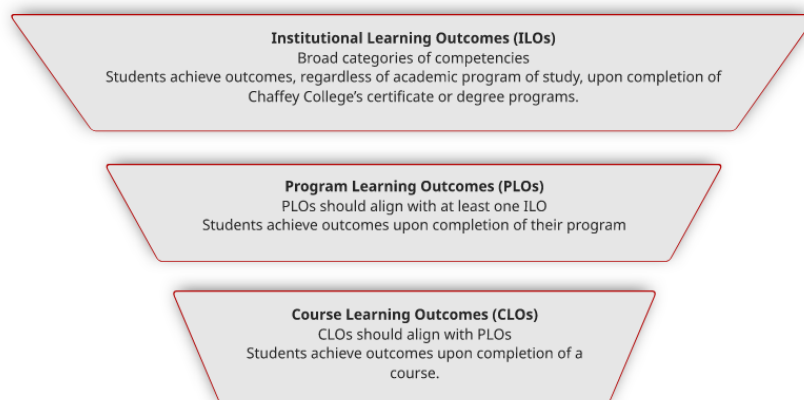 Institutional Learning Outcomes (ILOs)
Broad categories of competencies
Students achieve outcomes, regardless of academic program of study, upon completion of
Chaffey College’s certificate or degree programs.
Program Learning Outcomes (PLOs)
PLOs should align with at least one ILO
Students achieve outcomes upon completion of their program
Course Learning Outcomes (CLOs)
CLOs should align with PLOs
Students achieve outcomes upon completion of a
course.